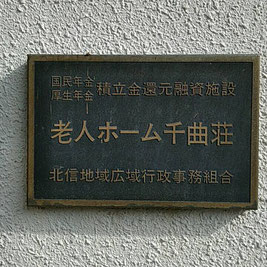 国民年金
厚生年金
積立金還元融資施設
老人ホーム千曲荘
北信地域広域行政事務組合